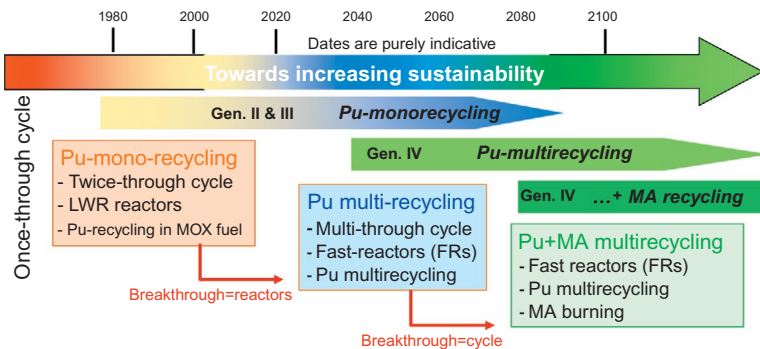 1980 2000 2020 2040 2060 2080 2100
Dates are purely indicative
Towards increasing sustainability
Once-through cycle
Gen. II & III Pu-monorecycling
Gen. IV Pu-multirecycling
Gen. IV ...+ MA recycling
Pu-mono-recycling
- Twice-through cycle
- LWR reactors
- Pu-recycling in MOX fuel
Breakthrough=reactors
Pu multi-recycling
- Multi-through cycle
- Fast-reactors (FRs)
- Pu multirecycling
Breakthrough=cycle
Pu+MA multirecycling
- Fast reactors (FRs)
- Pu multirecycling
- MA burning